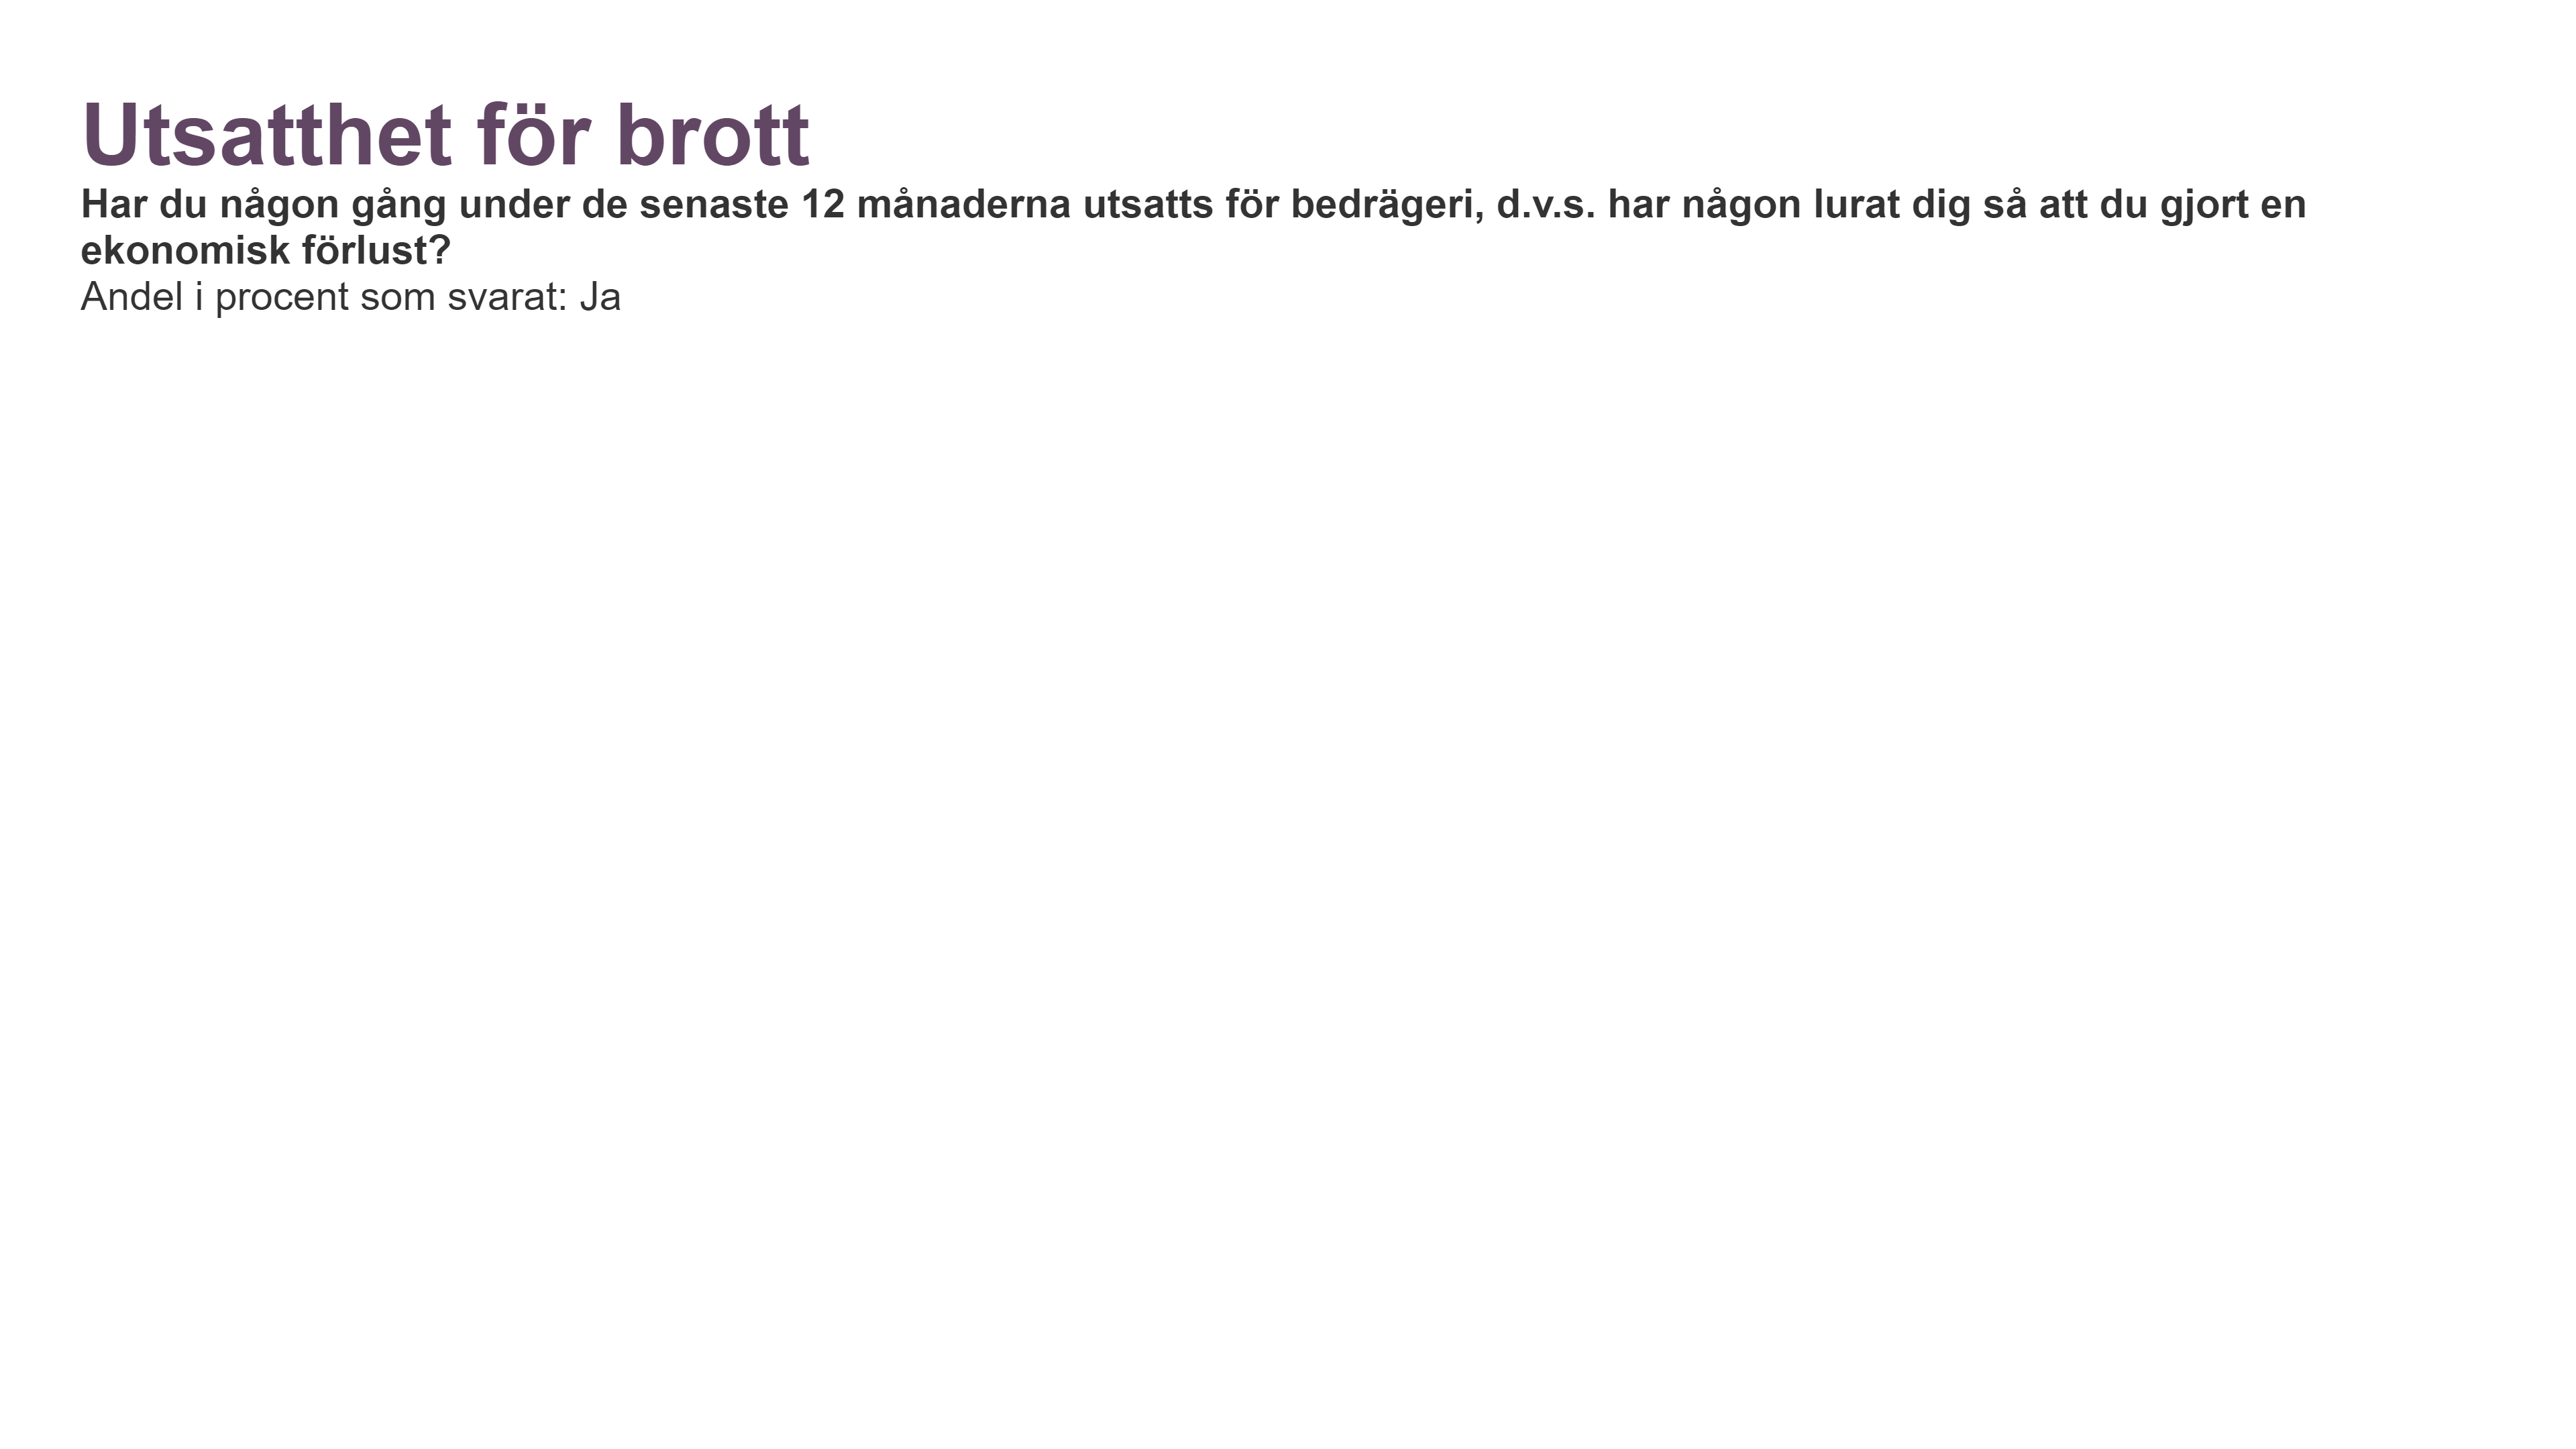 Utsatthet för brott
Har du någon gång under de senaste 12 månaderna utsatts för bedrägeri, d.v.s. har någon lurat dig så att du gjort en
ekonomisk förlust?
Andel i procent som svarat: Ja